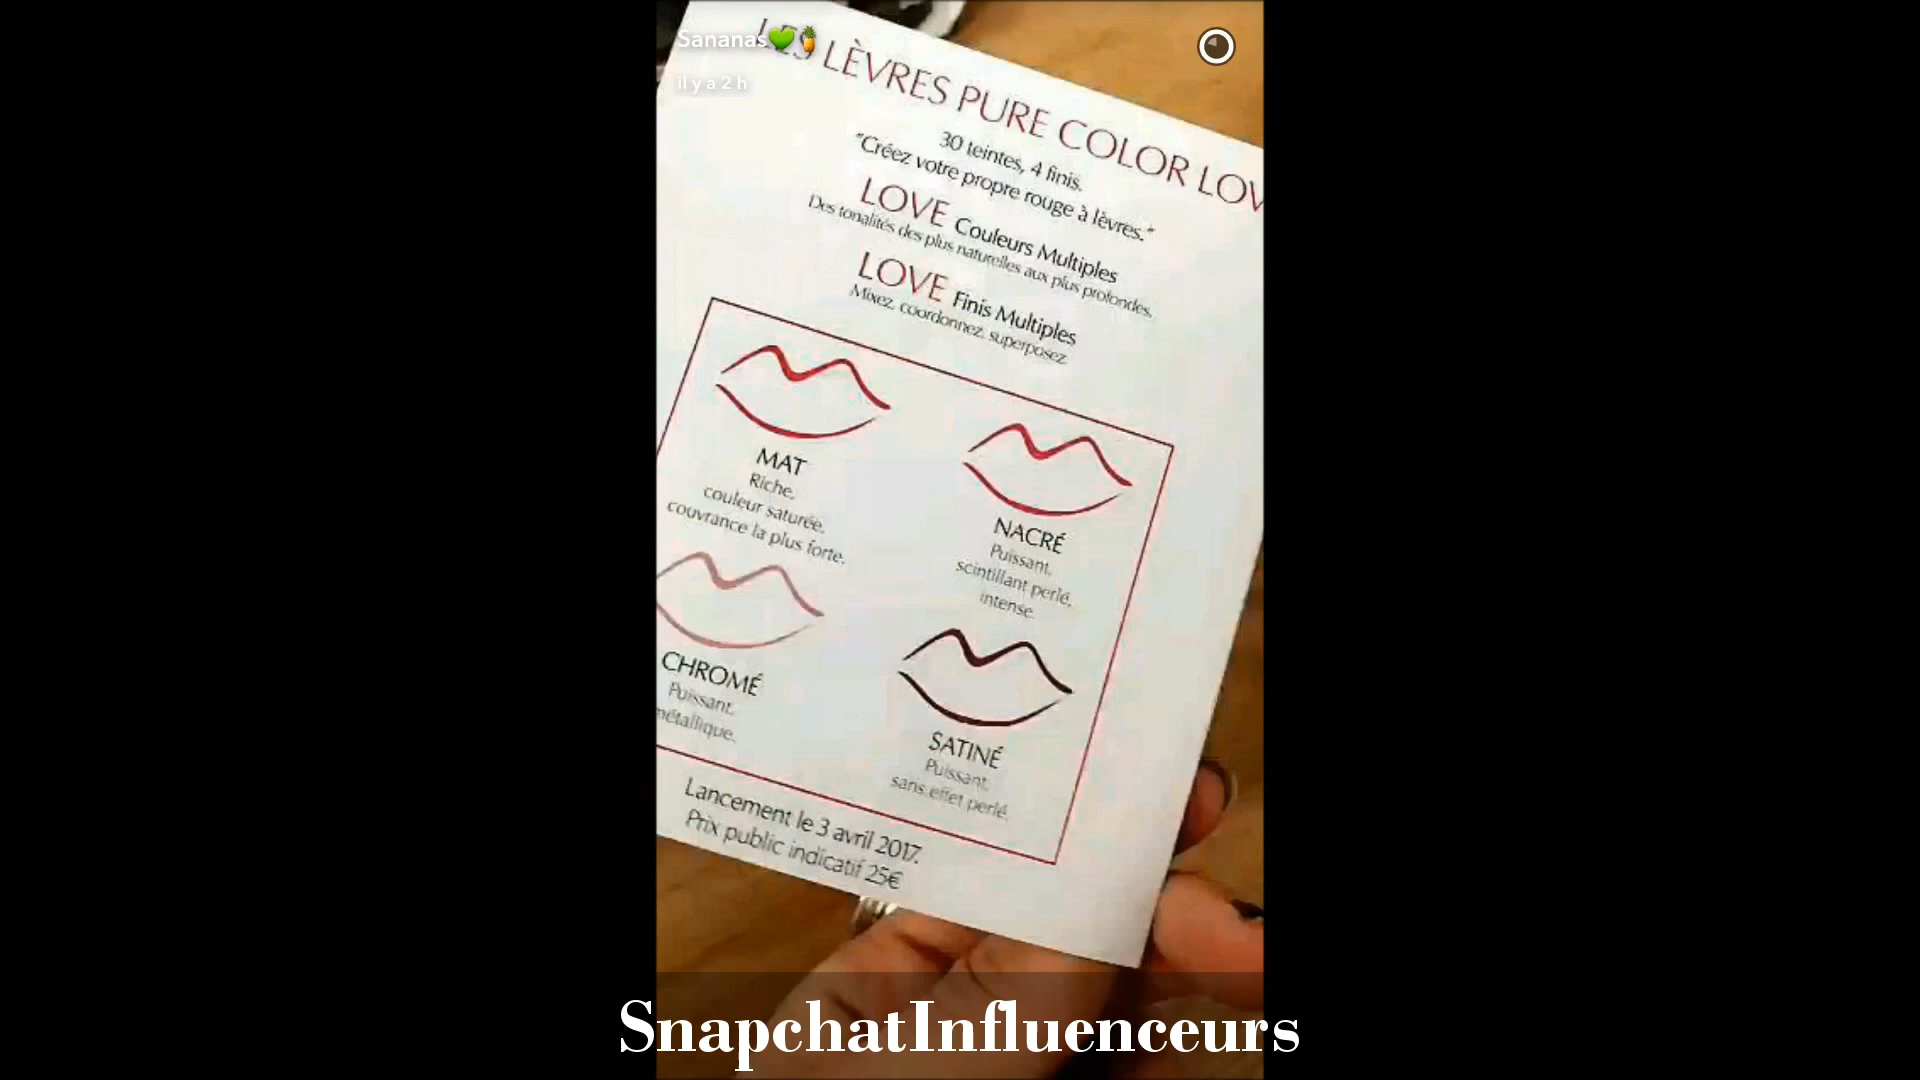 Sananas💚🍍
il y a 2 h
LES LÈVRES PURE COLOR LOV
30 teintes, 4 finis.
"Créez votre propre rouge à lèvres."
LOVE Couleurs Multiples
Des tonalités des plus naturelles aux plus profondes.
LOVE Finis Multiples
Mixez, coordonnez, superposez.
MAT
Riche,
couleur saturée,
couvrance la plus forte.
NACRÉ
Puissant,
scintillant perlé,
intense.
CHROMÉ
Puissant,
métallique.
SATINÉ
Puissant,
sans effet perlé.
Lancement le 3 avril 2017.
Prix public indicatif 25€
SnapchatInfluenceurs